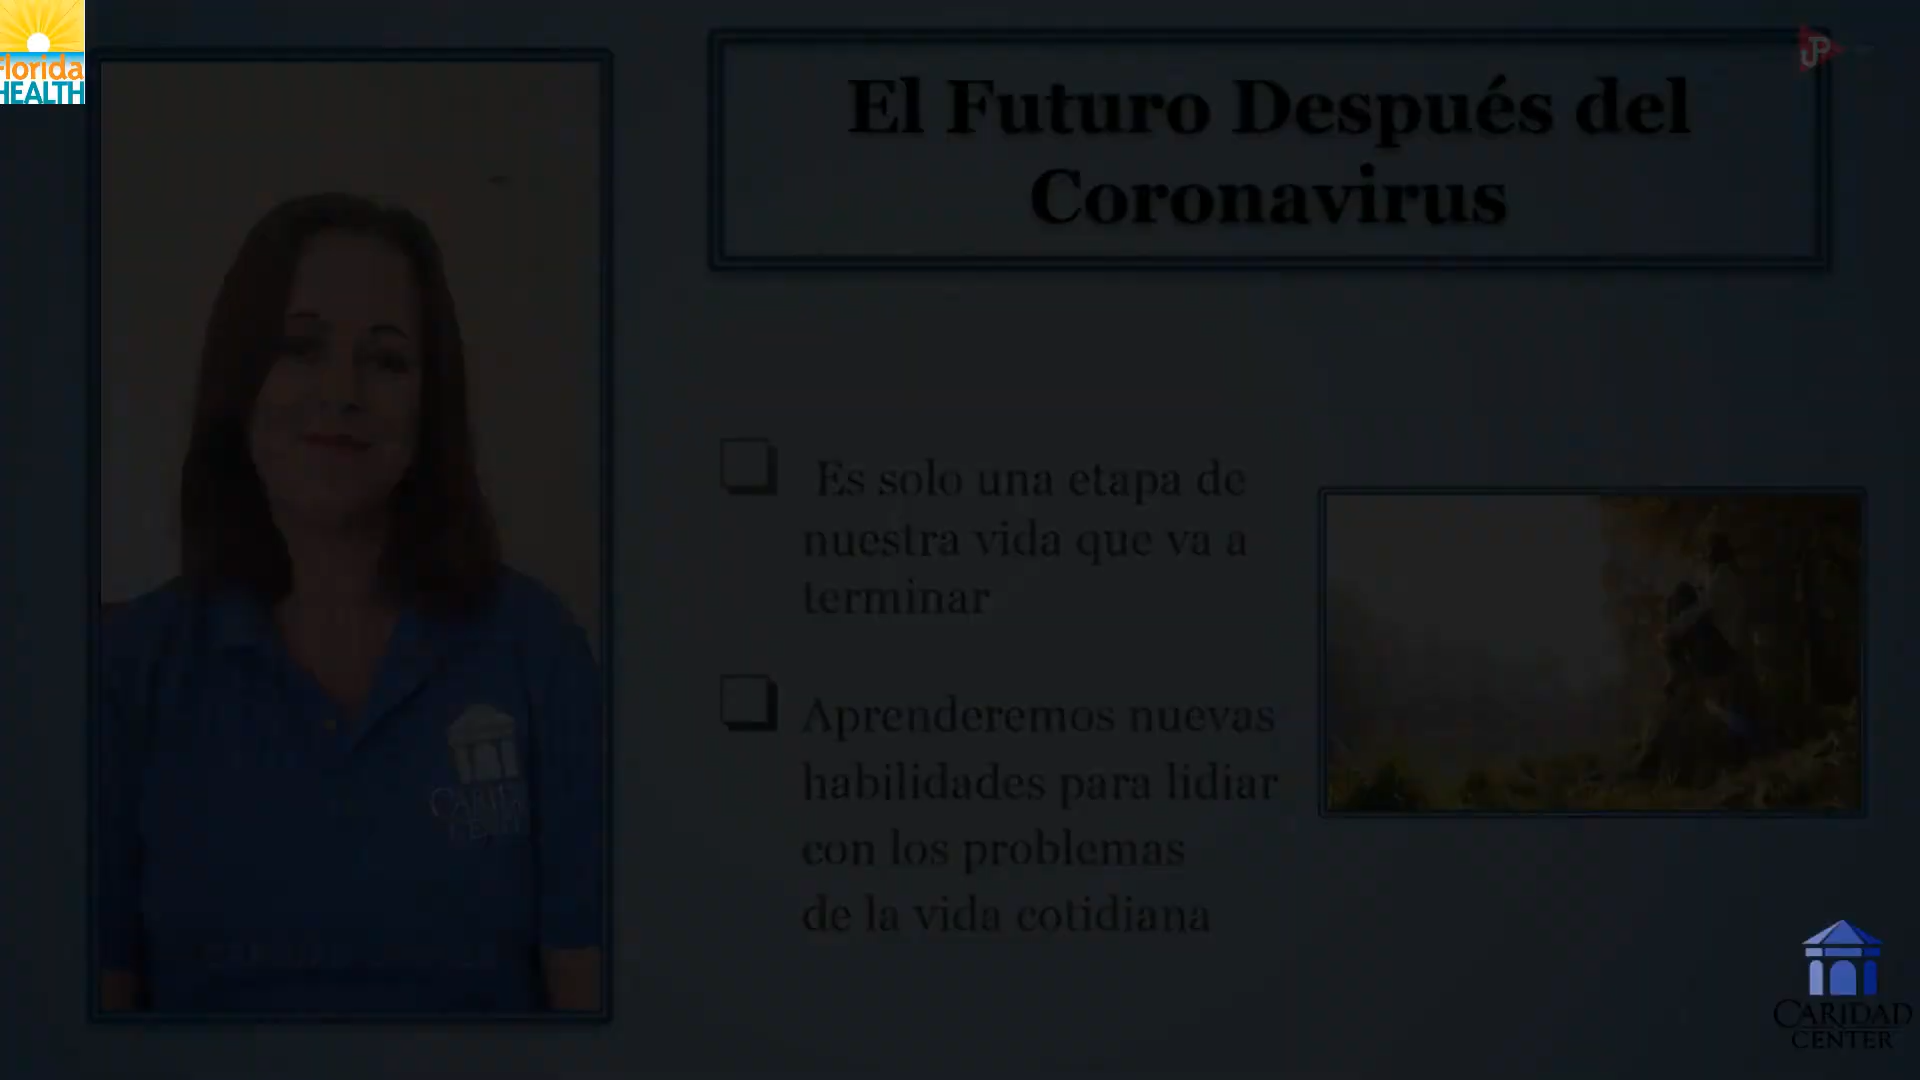 Florida
HEALTH
El Futuro Después del
Coronavirus
Es solo una etapa de
nuestra vida que va a
terminar
Aprenderemos nuevas
habilidades para lidiar
con los problemas
de la vida cotidiana
CARIDAD
CENTER